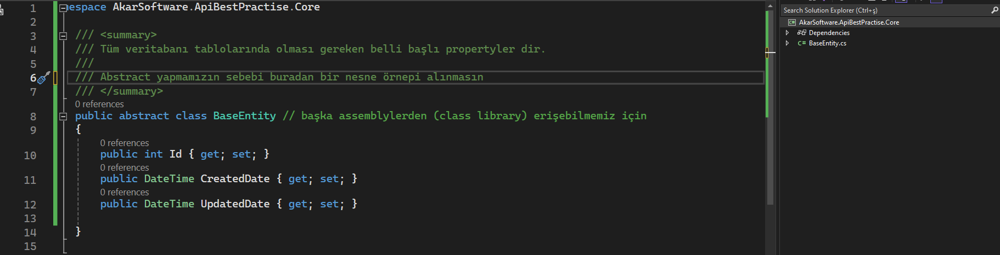 1 mespace AkarSoftware.ApiBestPractise.Core
2
3 /// <summary>
4 /// Tüm veritabanı tablolarında olması gereken belli başlı propertyler dir.
5 ///
6 /// Abstract yapmamızın sebebi buradan bir nesne örnepi alınmasın
7 /// </summary>
0 references
8 public abstract class BaseEntity // başka assemblylerden (class library) erişebilmemiz için
9 {
0 references
10 public int Id { get; set; }
0 references
11 public DateTime CreatedDate { get; set; }
0 references
12 public DateTime UpdatedDate { get; set; }
13
14 }
15
Search Solution Explorer (Ctrl+ş)
C# AkarSoftware.ApiBestPractise.Core
Dependencies
C# BaseEntity.cs